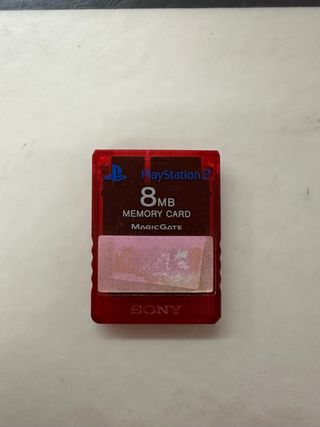 PlayStation 2
8MB
MEMORY CARD
MAGICGATE
SONY